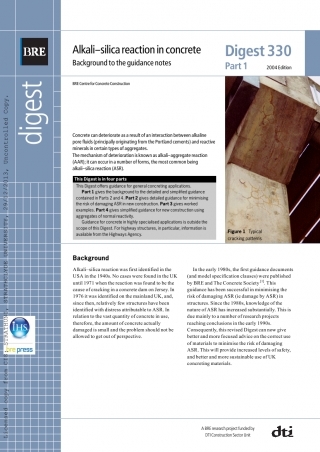 BRE
digest
Alkali–silica reaction in concrete
Background to the guidance notes
Digest 330
Part 1
2004 Edition
BRE Centre for Concrete Construction
Concrete can deteriorate as a result of an interaction between alkaline
pore fluids (principally originating from the Portland cements) and reactive
minerals in certain types of aggregates.
The mechanism of deterioration is known as alkali–aggregate reaction
(AAR); it can occur in a number of forms, the most common being
alkali–silica reaction (ASR).
This Digest is in four parts
This Digest offers guidance for general concreting applications.
Part 1 gives the background to the detailed and simplified guidance
contained in Parts 2 and 4. Part 2 gives detailed guidance for minimising
the risk of damaging ASR in new construction. Part 3 gives worked
examples. Part 4 gives simplified guidance for new construction using
aggregates of normal reactivity.
Guidance for concrete in highly specialised applications is outside the
scope of this Digest. For highway structures, in particular, information is
available from the Highways Agency.
Figure 1 Typical
cracking patterns
Background
Alkali–silica reaction was first identified in the
USA in the 1940s. No cases were found in the UK
until 1971 when the reaction was found to be the
cause of cracking in a concrete dam on Jersey. In
1976 it was identified on the mainland UK, and,
since then, relatively few structures have been
identified with distress attributable to ASR. In
relation to the vast quantity of concrete in use,
therefore, the amount of concrete actually
damaged is small and the problem should not be
allowed to get out of perspective.
In the early 1980s, the first guidance documents
(and model specification clauses) were published
by BRE and The Concrete Society
guidance has been successful in minimising the
risk of damaging ASR (ie damage by ASR) in
structures. Since the 1980s, knowledge of the
nature of ASR has increased substantially. This is
due mainly to a number of research projects
reaching conclusions in the early 1990s.
Consequently, this revised Digest can now give
better and more focused advice on the correct use
of materials to minimise the risk of damaging
ASR. This will provide increased levels of safety,
and better and more sustainable use of UK
concreting materials.
IHS
bre press
Licensed copy from CIS: STRATHCLYDE UNIVERSITY, Uncontrolled Copy.
A BRE research project funded by
DTI Construction Sector Unit
dti